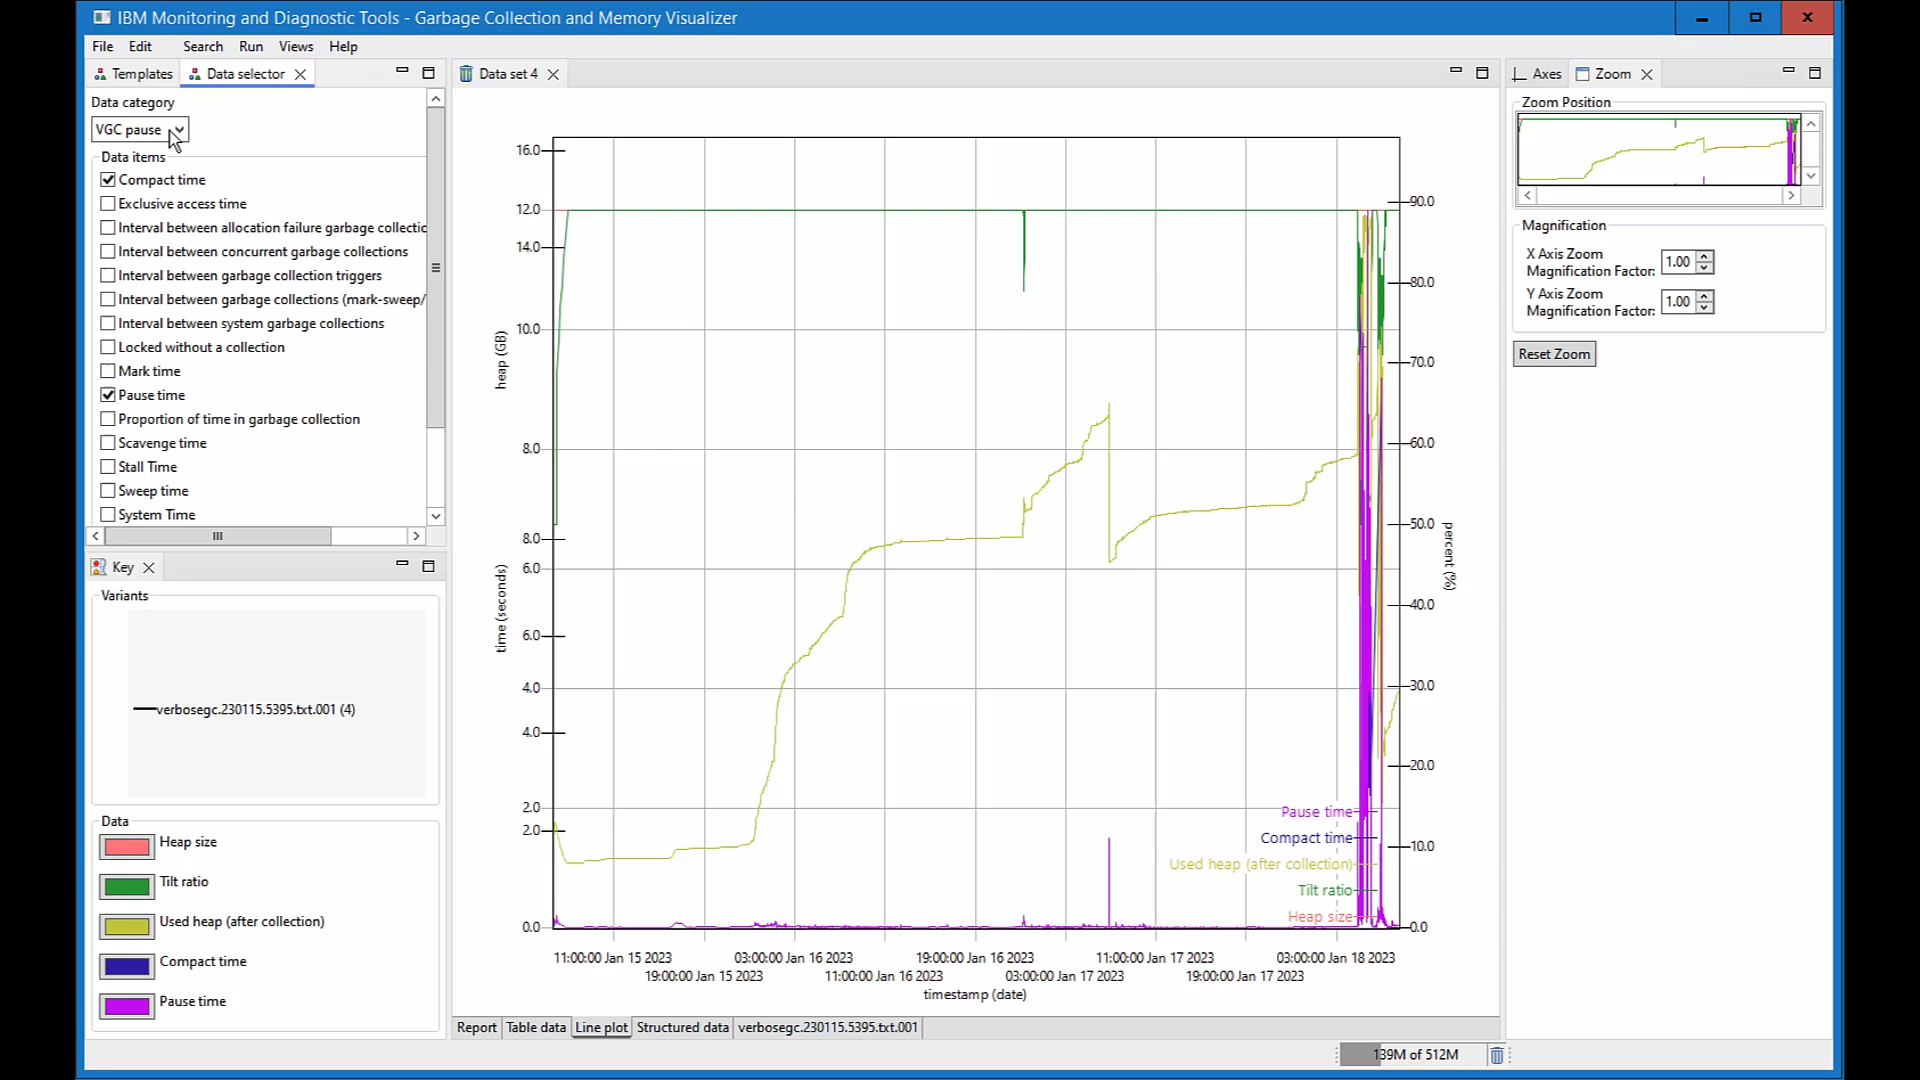 IBM Monitoring and Diagnostic Tools - Garbage Collection and Memory Visualizer
File Edit Search Run Views Help
Templates Data selector
Data category
VGC pause
Data items
Compact time
Exclusive access time
Interval between allocation failure garbage collectic
Interval between concurrent garbage collections
Interval between garbage collection triggers
Interval between garbage collections (mark-sweep/
Interval between system garbage collections
Locked without a collection
Mark time
Pause time
Proportion of time in garbage collection
Scavenge time
Stall Time
Sweep time
System Time
Key
Variants
verbosegc.230115.5395.txt.001 (4)
Data
Heap size
Tilt ratio
Used heap (after collection)
Compact time
Pause time
Data set 4
16.0
12.0
14.0
10.0
heap (GB)
8.0
8.0
6.0
time (seconds)
6.0
4.0
4.0
2.0
2.0
0.0
90.0
80.0
70.0
60.0
50.0
percent (%)
40.0
30.0
20.0
10.0
0.0
Pause time
Compact time
Used heap (after collection)
Tilt ratio
Heap size
11:00:00 Jan 15 2023 03:00:00 Jan 16 2023 19:00:00 Jan 16 2023 11:00:00 Jan 17 2023 03:00:00 Jan 18 2023
19:00:00 Jan 15 2023 11:00:00 Jan 16 2023 03:00:00 Jan 17 2023 19:00:00 Jan 17 2023
timestamp (date)
Report Table data Line plot Structured data verbosegc.230115.5395.txt.001
Axes Zoom
Zoom Position
Magnification
X Axis Zoom
Magnification Factor: 1.00
Y Axis Zoom
Magnification Factor: 1.00
Reset Zoom
139M of 512M